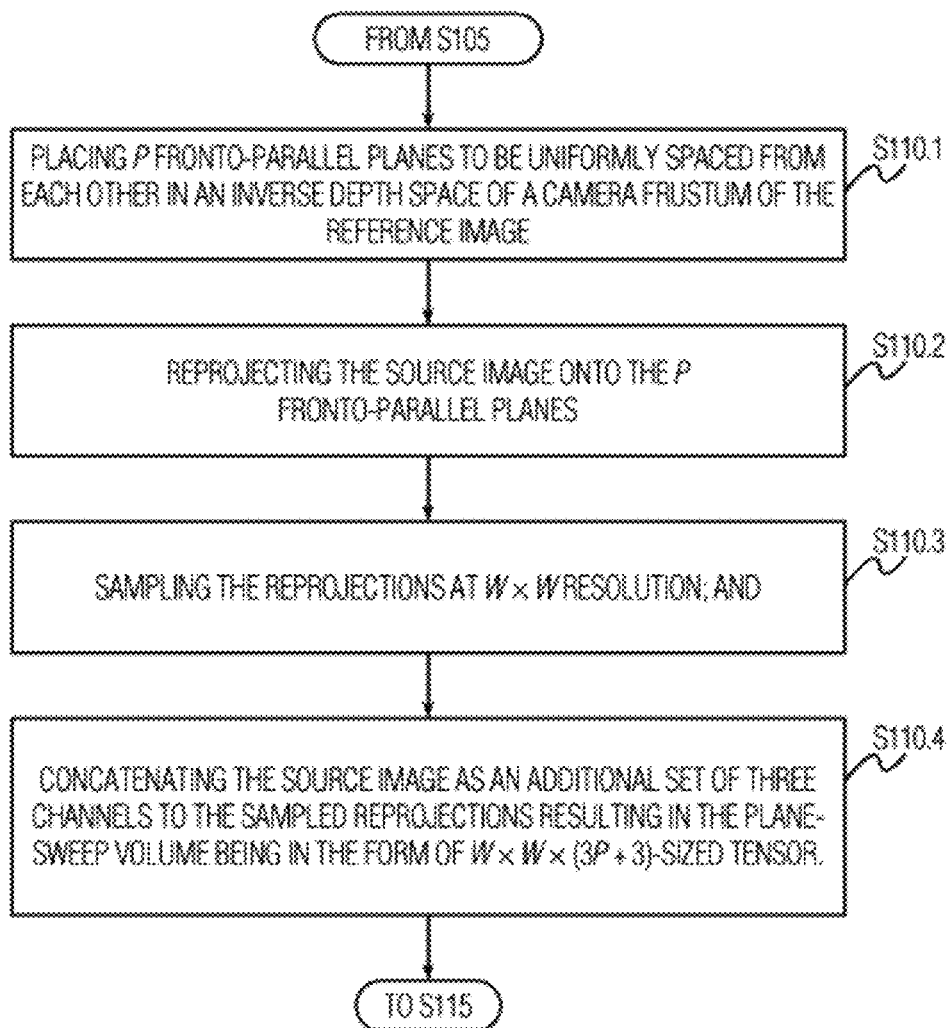 FROM S105
PLACING P FRONTO-PARALLEL PLANES TO BE UNIFORMLY SPACED FROM
EACH OTHER IN AN INVERSE DEPTH SPACE OF A CAMERA FRUSTUM OF THE
REFERENCE IMAGE
S110.1
REPROJECTING THE SOURCE IMAGE ONTO THE P
FRONTO-PARALLEL PLANES
S110.2
SAMPLING THE REPROJECTIONS AT W × W RESOLUTION; AND
S110.3
CONCATENATING THE SOURCE IMAGE AS AN ADDITIONAL SET OF THREE
CHANNELS TO THE SAMPLED REPROJECTIONS RESULTING IN THE PLANE-
SWEEP VOLUME BEING IN THE FORM OF W × W × (3P + 3)-SIZED TENSOR.
S110.4
TO S115